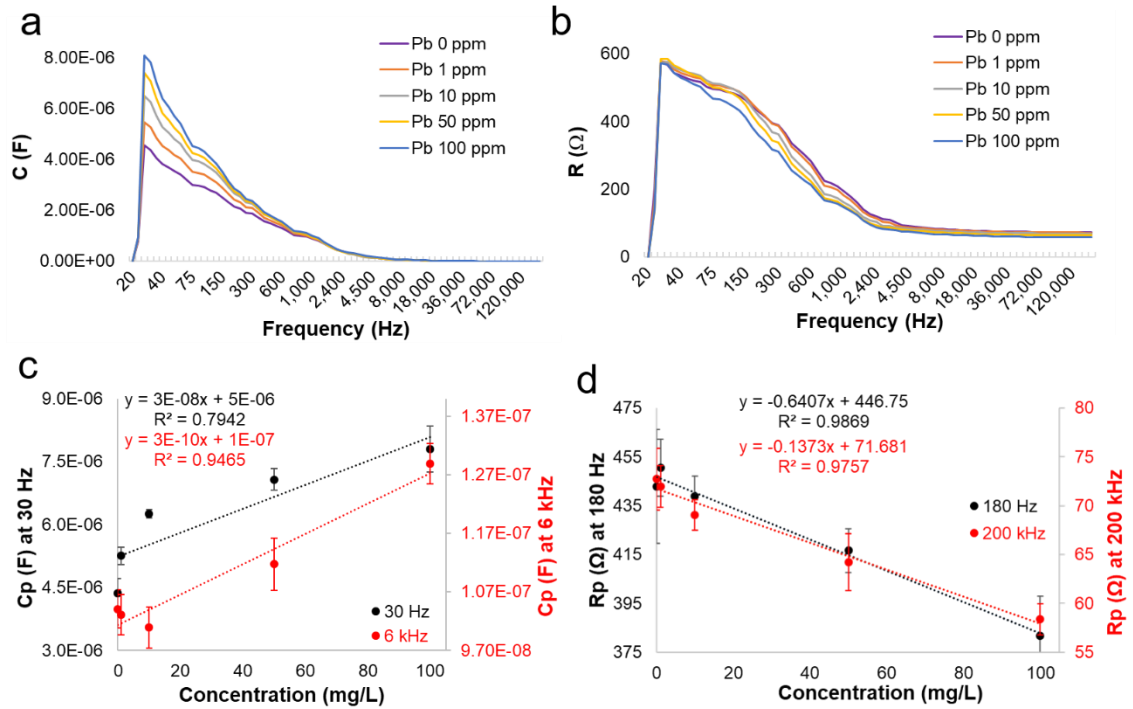 a
C (F)
8.00E-06
6.00E-06
4.00E-06
2.00E-06
0.00E+00
Pb 0 ppm
Pb 1 ppm
Pb 10 ppm
Pb 50 ppm
Pb 100 ppm
20
40
75
150
300
600
1,000
2,400
4,500
8,000
18,000
36,000
72,000
120,000
Frequency (Hz)
b
R (Ω)
600
400
200
0
Pb 0 ppm
Pb 1 ppm
Pb 10 ppm
Pb 50 ppm
Pb 100 ppm
20
40
75
150
300
600
1,000
2,400
4,500
8,000
18,000
36,000
72,000
120,000
Frequency (Hz)
c
Cp (F) at 30 Hz
9.0E-06
7.5E-06
6.0E-06
4.5E-06
3.0E-06
y = 3E-08x + 5E-06
R² = 0.7942
y = 3E-10x + 1E-07
R² = 0.9465
1.37E-07
1.27E-07
1.17E-07
1.07E-07
9.70E-08
Cp (F) at 6 kHz
30 Hz
6 kHz
0
20
40
60
80
100
Concentration (mg/L)
d
Rp (Ω) at 180 Hz
475
455
435
415
395
375
y = -0.6407x + 446.75
R² = 0.9869
y = -0.1373x + 71.681
R² = 0.9757
80
75
70
65
60
55
Rp (Ω) at 200 kHz
180 Hz
200 kHz
0
20
40
60
80
100
Concentration (mg/L)